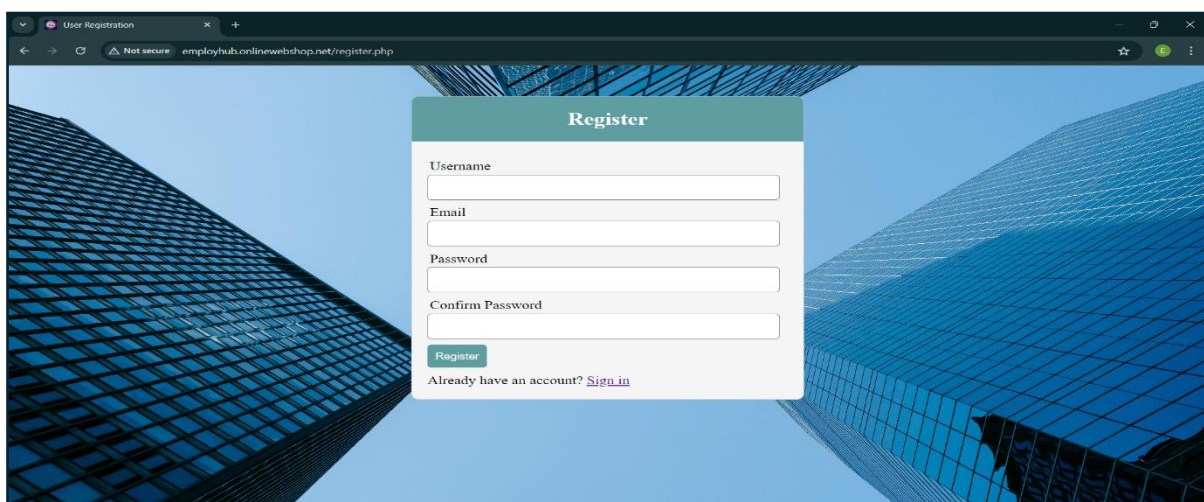 User Registration
Not secure employhub.onlinewebshop.net/register.php
E
Register
Username
Email
Password
Confirm Password
Register
Already have an account? Sign in